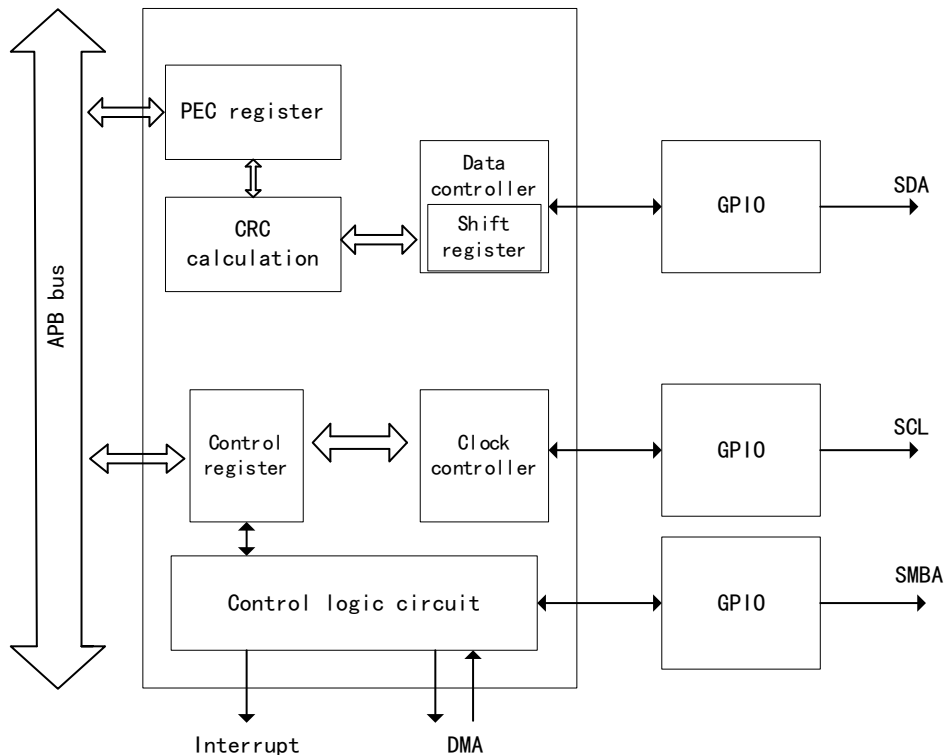 APB bus
PEC register
CRC
calculation
Data
controller
Shift
register
GPIO
SDA
Control
register
Clock
controller
GPIO
SCL
Control logic circuit
GPIO
SMBA
Interrupt
DMA